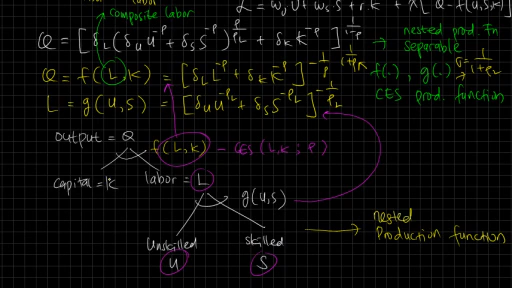 composite labor
L = w_U U + w_S . S + r.K + λ[Q - f(U,S,K)]
Q = [δ_L(δ_U U^-ρ_L + δ_S S^-ρ_L)^ρ/ρ_L + δ_K K^-ρ]^-1/ρ
→ nested prod. Fn
Separable
Q = f(L,K) = [δ_L L^-ρ + δ_K K^-ρ]^-1/ρ
f(.), g(.) σ = 1/1+ρ_L
CES prod. function
L = g(U,S) = [δ_U U^-ρ_L + δ_S S^-ρ_L]^-1/ρ_L
output = Q
f(L,K) - CES (L,K ; ρ)
Capital = K
labor = L
g(U,S)
Unskilled
U
Skilled
S
nested
Production function